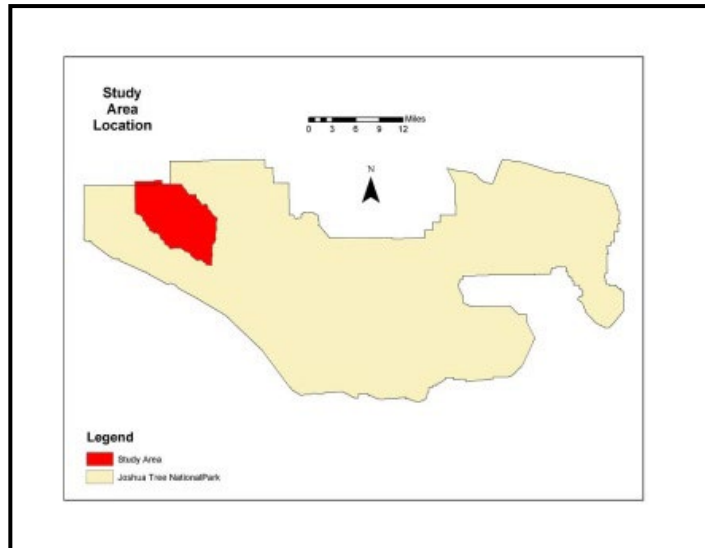 Study
Area
Location
Miles
0 3 6 9 12
N
Legend
Study Area
Joshua Tree NationalPark